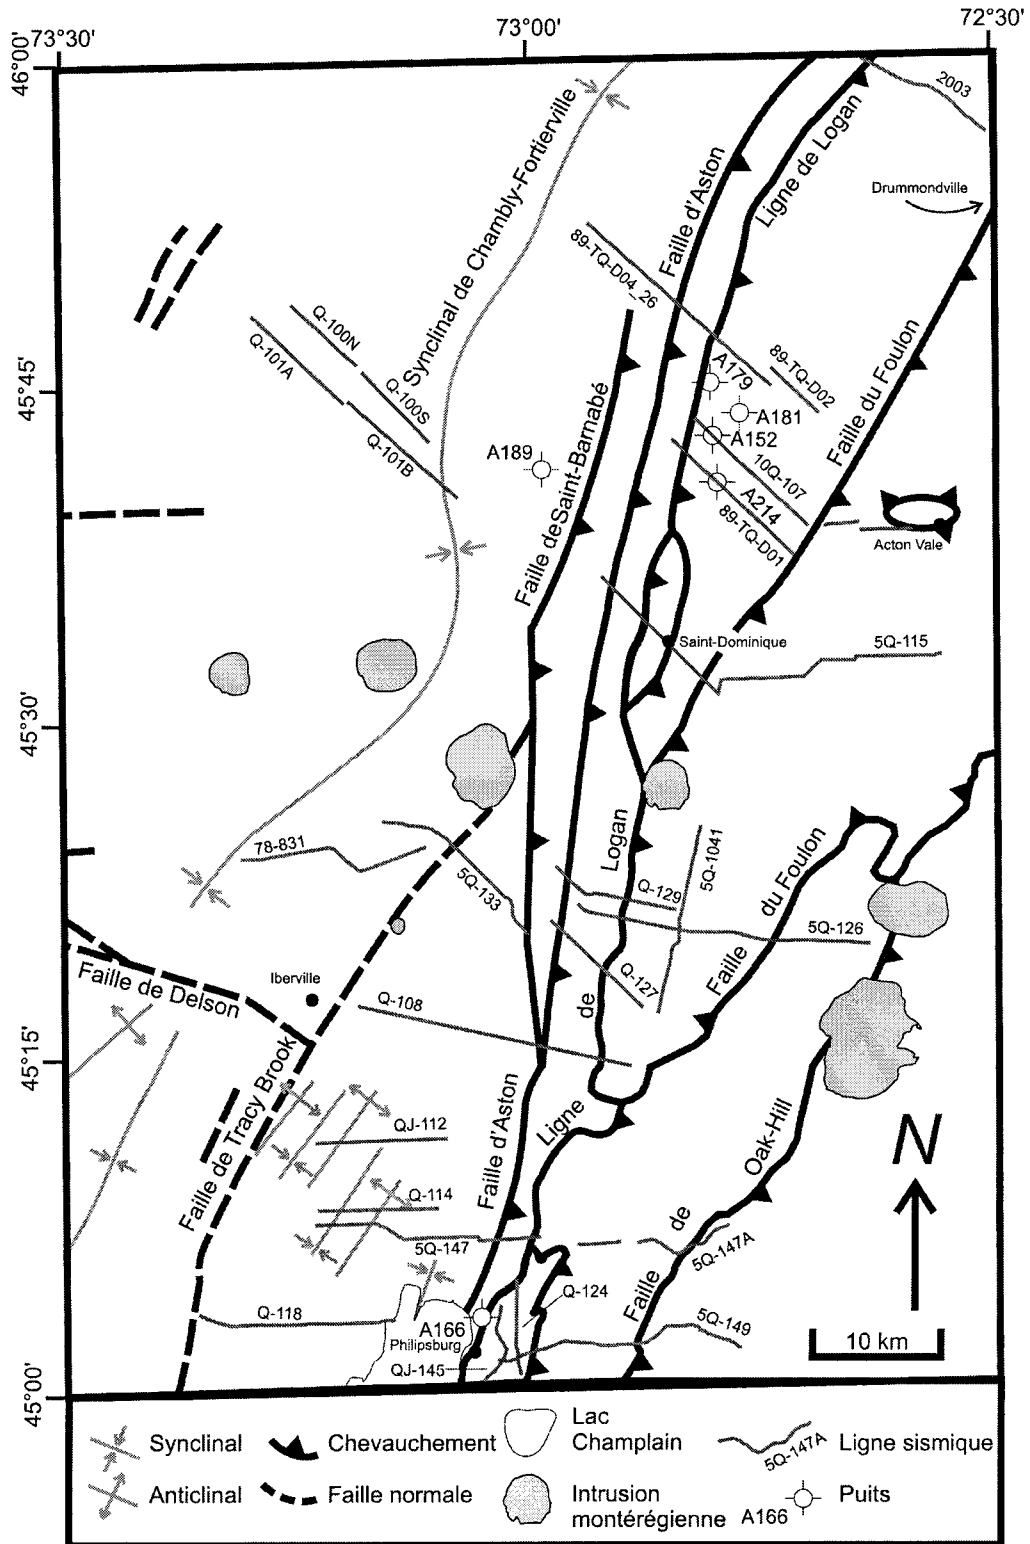 73°30'
73°00'
72°30'
46°00'
45°45'
45°30'
45°15'
45°00'
2003
Synclinal de Chambly-Fortierville
Faille d'Aston
Ligne de Logan
Drummondville
89-TQ-D04_26
Q-100N
Q-101A
Q-100S
Q-101B
A179
89-TQ-D02
A181
A152
Faille du Foulon
A189
Faille de Saint-Barnabé
10Q-107
A214
89-TQ-D01
Acton Vale
Saint-Dominique
5Q-115
78-831
5Q-133
Logan
Q-129
5Q-1041
du Foulon
5Q-126
Faille
Q-127
de
Faille de Delson
Iberville
Q-108
Faille de Tracy Brook
QJ-112
Faille d'Aston
Ligne
Oak-Hill
Q-114
5Q-147
de
5Q-147A
Faille
Q-124
Q-118
A166
Philipsburg
QJ-145
5Q-149
N
10 km
Synclinal
Chevauchement
Lac
Champlain
5Q-147A
Ligne sismique
Anticlinal
Faille normale
Intrusion
montérégienne
A166
Puits